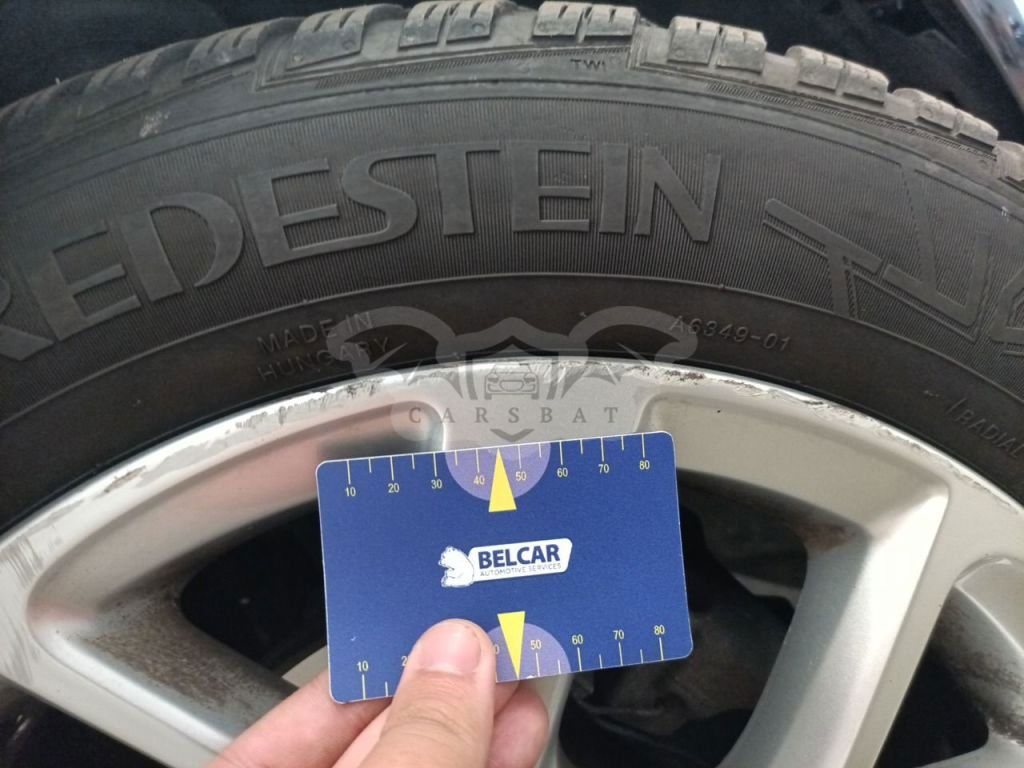 TWI
REDESTEIN
MADE IN
HUNGARY
A6849-01
RADIAL
CARSBAT
10 20 30 40 50 60 70 80
BELCAR
AUTOMOTIVE SERVICES
10 50 60 70 80